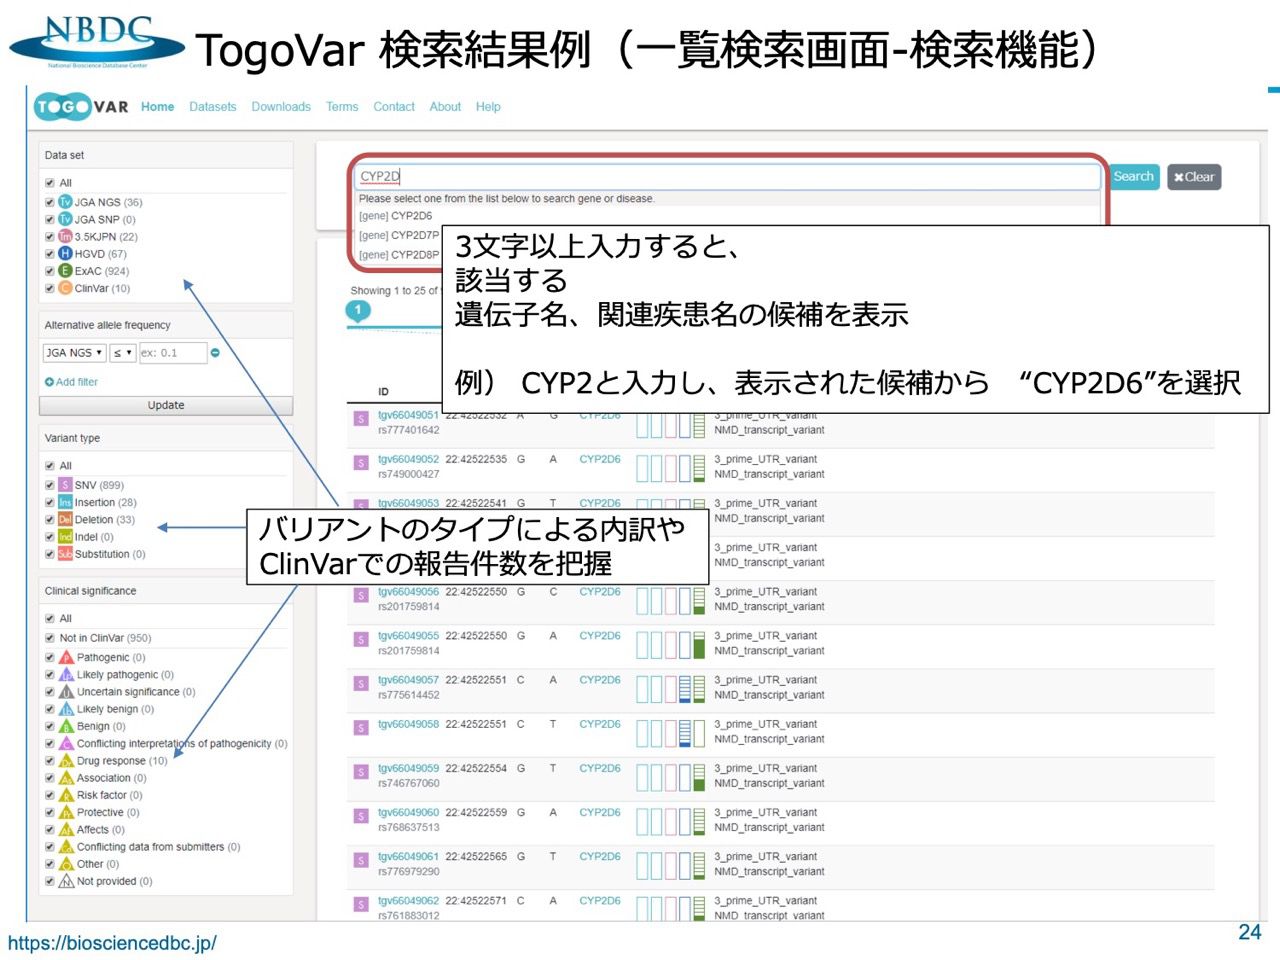 NBDC
National Bioscience Database Center
TogoVar 検索結果例（一覧検索画面-検索機能）
TOGOVAR Home Datasets Downloads Terms Contact About Help
Data set
All
Tv JGA NGS (36)
Tv JGA SNP (0)
Tm 3.5KJPN (22)
H HGVD (67)
E ExAC (924)
C ClinVar (10)
Alternative allele frequency
JGA NGS ≤ ex: 0.1
Add filter
Update
Variant type
All
S SNV (899)
Ins Insertion (28)
Del Deletion (33)
Ind Indel (0)
Sub Substitution (0)
Clinical significance
All
Not in ClinVar (950)
P Pathogenic (0)
Lp Likely pathogenic (0)
U Uncertain significance (0)
Lb Likely benign (0)
B Benign (0)
C Conflicting interpretations of pathogenicity (0)
Dr Drug response (10)
As Association (0)
R Risk factor (0)
Pr Protective (0)
Af Affects (0)
Cd Conflicting data from submitters (0)
O Other (0)
N Not provided (0)
CYP2D
Search
Clear
Please select one from the list below to search gene or disease.
[gene] CYP2D6
[gene] CYP2D7P
[gene] CYP2D8P
3文字以上入力すると、
該当する
遺伝子名、関連疾患名の候補を表示
例） CYP2と入力し、表示された候補から “CYP2D6”を選択
Showing 1 to 25 of
1
ID
S tgv66049051 22:42522532 A G CYP2D6 3_prime_UTR_variant
rs777401642 NMD_transcript_variant
S tgv66049052 22:42522535 G A CYP2D6 3_prime_UTR_variant
rs749000427 NMD_transcript_variant
S tgv66049053 22:42522541 G T CYP2D6 3_prime_UTR_variant
NMD_transcript_variant
3_prime_UTR_variant
NMD_transcript_variant
バリアントのタイプによる内訳や
ClinVarでの報告件数を把握
S tgv66049056 22:42522550 G C CYP2D6 3_prime_UTR_variant
rs201759814 NMD_transcript_variant
S tgv66049055 22:42522550 G A CYP2D6 3_prime_UTR_variant
rs201759814 NMD_transcript_variant
S tgv66049057 22:42522551 C A CYP2D6 3_prime_UTR_variant
rs775614452 NMD_transcript_variant
S tgv66049058 22:42522551 C T CYP2D6 3_prime_UTR_variant
NMD_transcript_variant
S tgv66049059 22:42522554 G T CYP2D6 3_prime_UTR_variant
rs746767060 NMD_transcript_variant
S tgv66049060 22:42522559 G A CYP2D6 3_prime_UTR_variant
rs768637513 NMD_transcript_variant
S tgv66049061 22:42522565 G T CYP2D6 3_prime_UTR_variant
rs776979290 NMD_transcript_variant
S tgv66049062 22:42522571 C A CYP2D6 3_prime_UTR_variant
rs761883012 NMD_transcript_variant
https://biosciencedbc.jp/
24